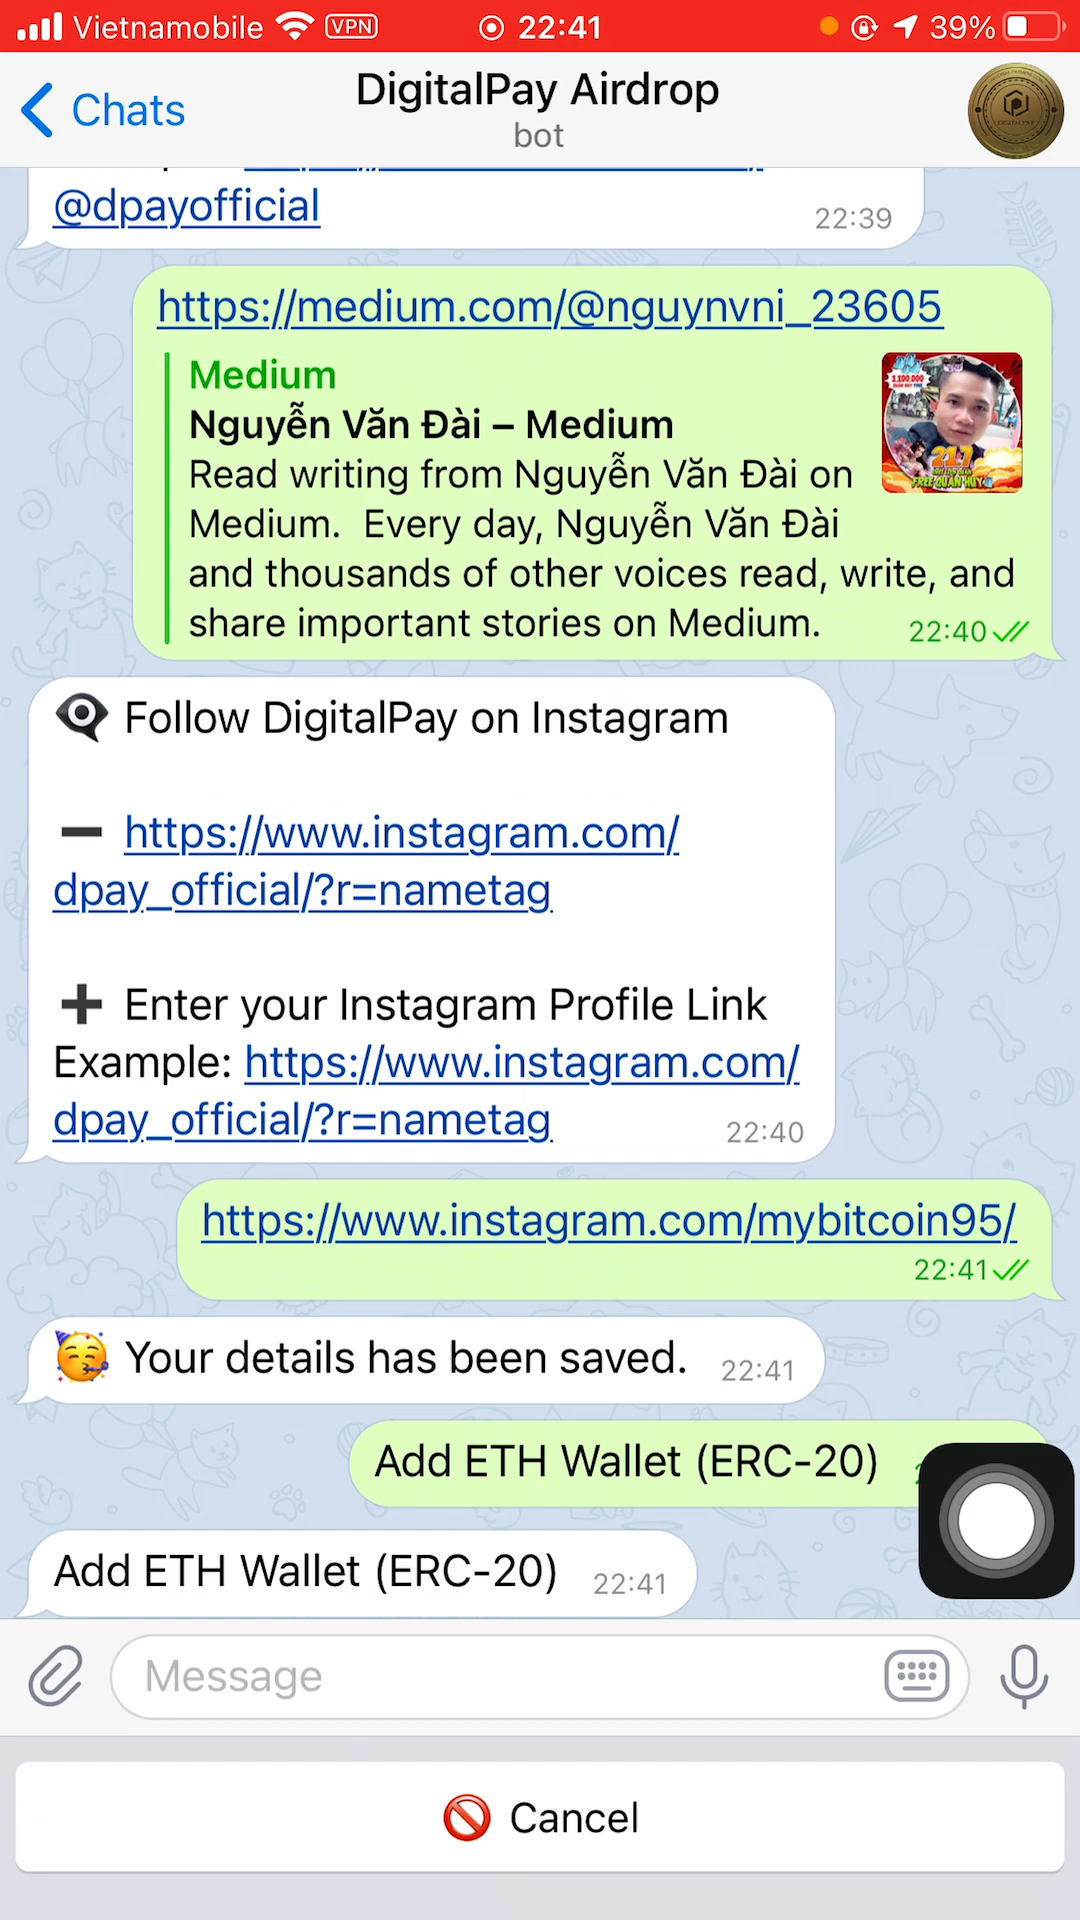 Vietnamobile VPN 22:41 39%
Chats
DigitalPay Airdrop
bot
@dpayofficial
22:39
https://medium.com/@nguynvni_23605
Medium
Nguyễn Văn Đài – Medium
Read writing from Nguyễn Văn Đài on
Medium. Every day, Nguyễn Văn Đài
and thousands of other voices read, write, and
share important stories on Medium.
22:40
Follow DigitalPay on Instagram
https://www.instagram.com/
dpay_official/?r=nametag
Enter your Instagram Profile Link
Example: https://www.instagram.com/
dpay_official/?r=nametag
22:40
https://www.instagram.com/mybitcoin95/
22:41
Your details has been saved. 22:41
Add ETH Wallet (ERC-20)
Add ETH Wallet (ERC-20) 22:41
Message
Cancel